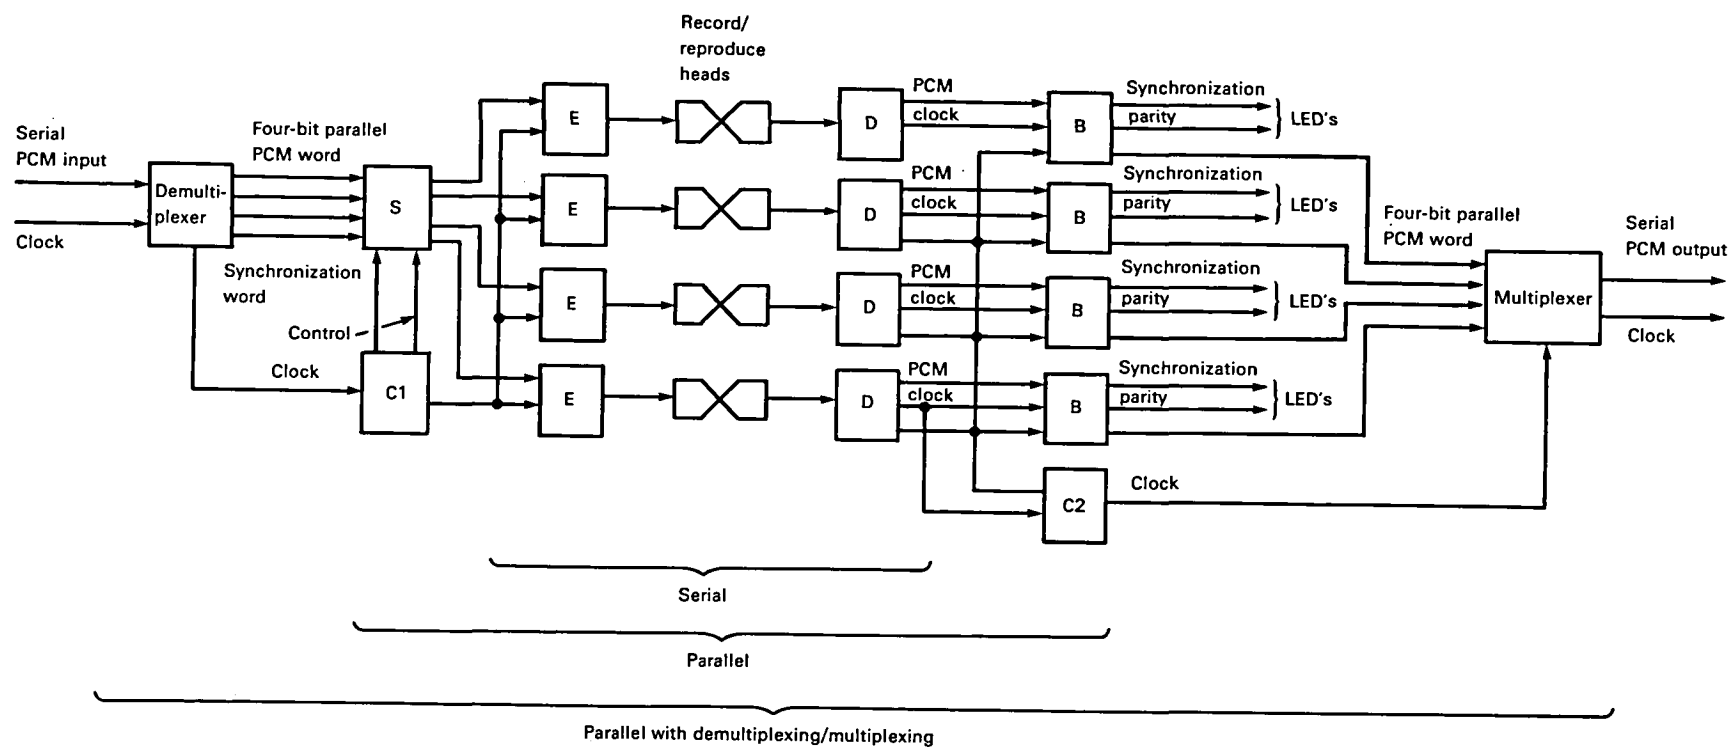 Record/
reproduce
heads
Serial
PCM input
Clock
Demulti-
plexer
Four-bit parallel
PCM word
S
Synchronization
word
Control
Clock
C1
E
E
E
E
D
D
D
D
PCM
clock
PCM
clock
PCM
clock
PCM
clock
B
B
B
B
C2
Synchronization
parity
LED's
Synchronization
parity
LED's
Synchronization
parity
LED's
Synchronization
parity
LED's
Clock
Four-bit parallel
PCM word
Multiplexer
Serial
PCM output
Clock
Serial
Parallel
Parallel with demultiplexing/multiplexing